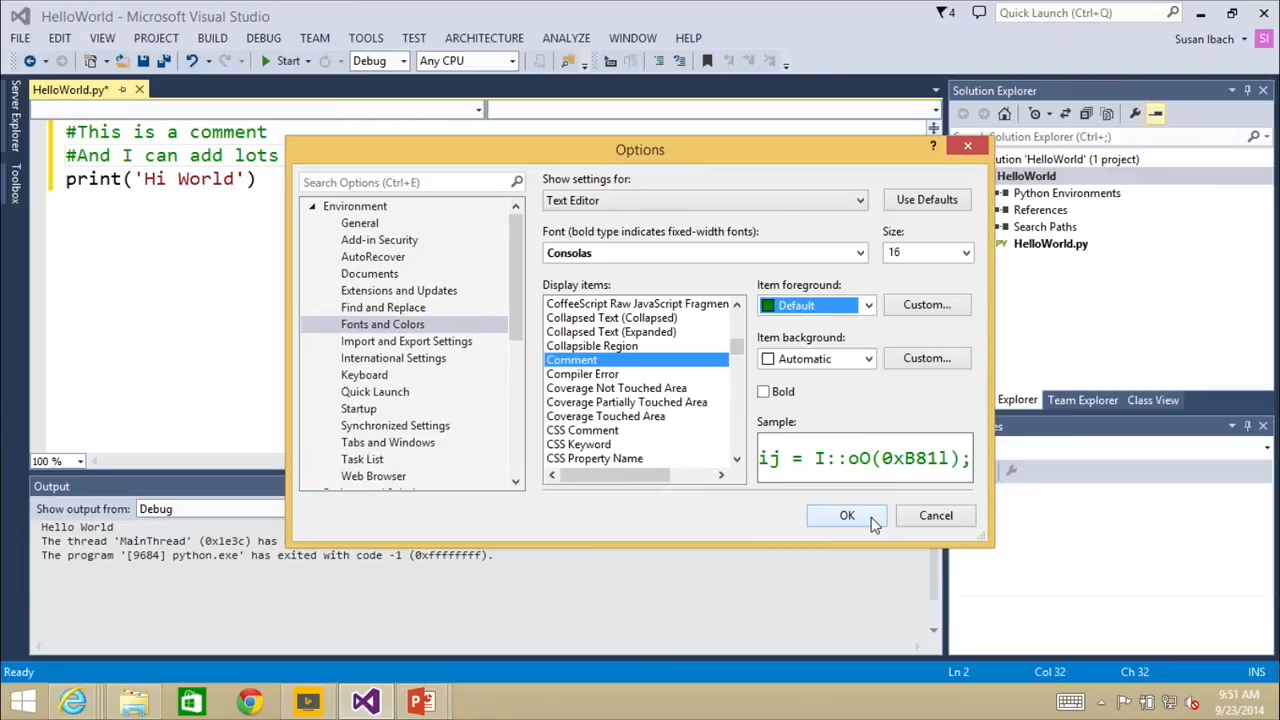 HelloWorld - Microsoft Visual Studio
4
Quick Launch (Ctrl+Q)
FILE EDIT VIEW PROJECT BUILD DEBUG TEAM TOOLS TEST ARCHITECTURE ANALYZE WINDOW HELP
Susan Ibach SI
Start Debug Any CPU
Server Explorer
Toolbox
HelloWorld.py*
#This is a comment
#And I can add lots
print('Hi World')
100 %
Options
?
Search Options (Ctrl+E)
Environment
General
Add-in Security
AutoRecover
Documents
Extensions and Updates
Find and Replace
Fonts and Colors
Import and Export Settings
International Settings
Keyboard
Quick Launch
Startup
Synchronized Settings
Tabs and Windows
Task List
Web Browser
Show settings for:
Text Editor
Use Defaults
Font (bold type indicates fixed-width fonts):
Size:
Consolas
16
Display items:
CoffeeScript Raw JavaScript Fragmen
Collapsed Text (Collapsed)
Collapsed Text (Expanded)
Collapsible Region
Comment
Compiler Error
Coverage Not Touched Area
Coverage Partially Touched Area
Coverage Touched Area
CSS Comment
CSS Keyword
CSS Property Name
Item foreground:
Default
Custom...
Item background:
Automatic
Custom...
Bold
Sample:
ij = I::oO(0xB81l);
OK
Cancel
Solution Explorer
Solution Explorer (Ctrl+;)
ution 'HelloWorld' (1 project)
HelloWorld
Python Environments
References
Search Paths
PY HelloWorld.py
Explorer Team Explorer Class View
es
Output
Show output from: Debug
Hello World
The thread 'MainThread' (0x1e3c) has
The program '[9684] python.exe' has exited with code -1 (0xffffffff).
Ready
Ln 2
Col 32
Ch 32
INS
9:51 AM
9/23/2014